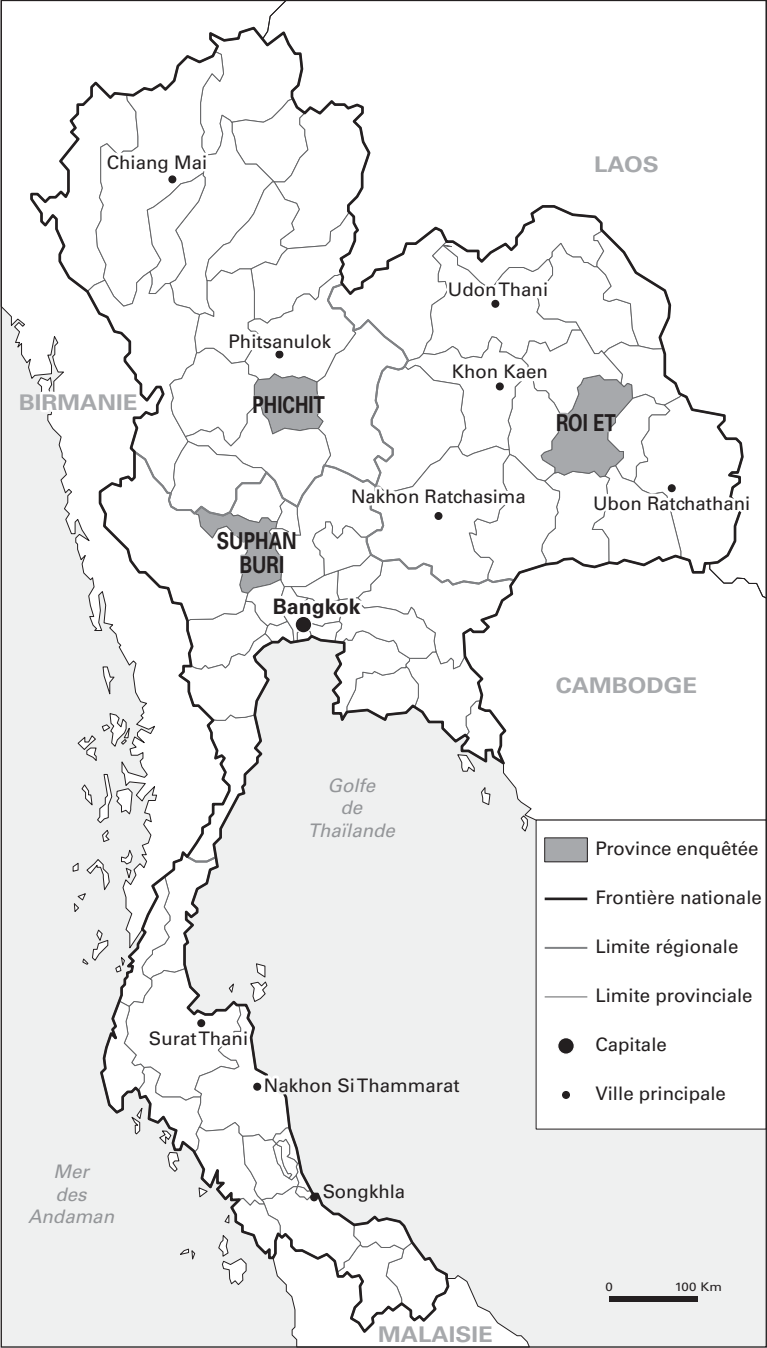 Chiang Mai
LAOS
Udon Thani
Phitsanulok
Khon Kaen
BIRMANIE
PHICHIT
ROI ET
Nakhon Ratchasima
Ubon Ratchathani
SUPHAN
BURI
Bangkok
CAMBODGE
Golfe
de
Thaïlande
Province enquêtée
Frontière nationale
Limite régionale
Limite provinciale
Capitale
Ville principale
Surat Thani
Nakhon Si Thammarat
Mer
des
Andaman
Songkhla
0 100 Km
MALAISIE